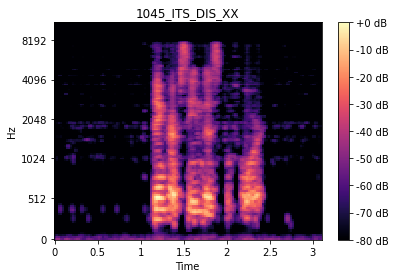 1045_ITS_DIS_XX
+0 dB
8192
-10 dB
4096
-20 dB
-30 dB
2048
Hz
-40 dB
1024
-50 dB
512
-60 dB
-70 dB
0
-80 dB
0 0.5 1 1.5 2 2.5 3
Time